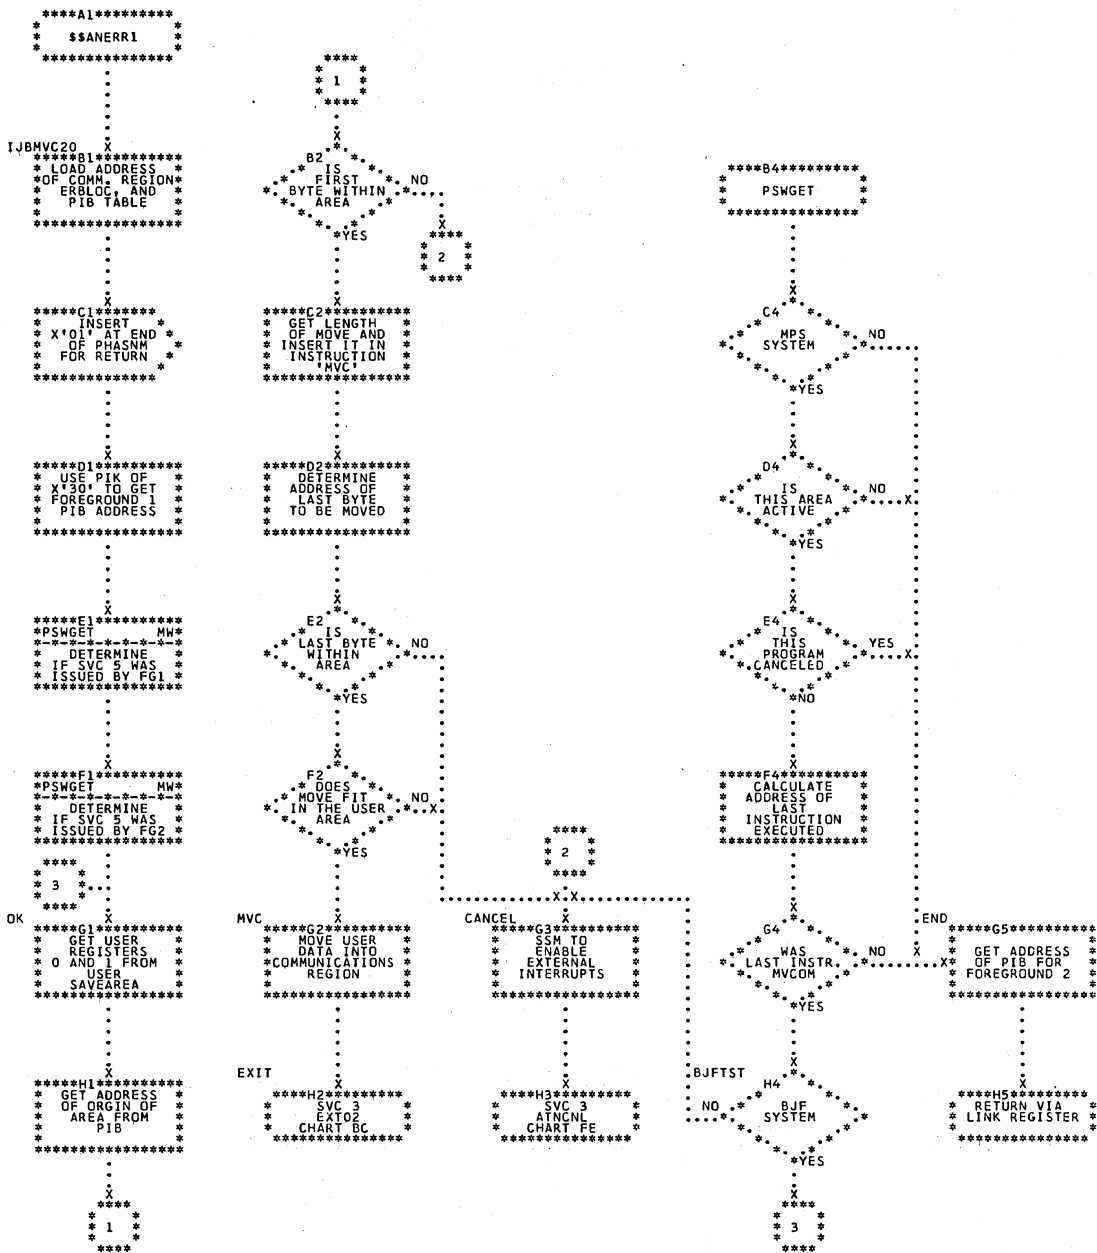 A1
$$ANERR1
IJBMVC20
B1
LOAD ADDRESS
OF COMM. REGION
ERBLOC, AND
PIB TABLE
C1
INSERT
X'01' AT END
OF PHASNM
FOR RETURN
D1
USE PIK OF
X'30' TO GET
FOREGROUND 1
PIB ADDRESS
E1
PSWGET MW
DETERMINE
IF SVC 5 WAS
ISSUED BY FG1
F1
PSWGET MW
DETERMINE
IF SVC 5 WAS
ISSUED BY FG2
3
OK
G1
GET USER
REGISTERS
0 AND 1 FROM
USER
SAVEAREA
H1
GET ADDRESS
OF ORGIN OF
AREA FROM
PIB
1
1
B2
IS
FIRST
BYTE WITHIN
AREA
NO
YES
2
C2
GET LENGTH
OF MOVE AND
INSERT IT IN
INSTRUCTION
'MVC'
D2
DETERMINE
ADDRESS OF
LAST BYTE
TO BE MOVED
E2
IS
LAST BYTE
WITHIN
AREA
NO
YES
F2
DOES
MOVE FIT
IN THE USER
AREA
NO
YES
MVC
G2
MOVE USER
DATA INTO
COMMUNICATIONS
REGION
EXIT
H2
SVC 3
EXT02
CHART BC
2
CANCEL
G3
SSM TO
ENABLE
EXTERNAL
INTERRUPTS
H3
SVC 3
ATNCNL
CHART FE
B4
PSWGET
C4
MPS
SYSTEM
NO
YES
D4
IS
THIS AREA
ACTIVE
NO
YES
E4
IS
THIS
PROGRAM
CANCELED
YES
NO
F4
CALCULATE
ADDRESS OF
LAST
INSTRUCTION
EXECUTED
G4
WAS
LAST INSTR.
MVCOM
NO
YES
BJFTST
H4
BJF
SYSTEM
NO
YES
3
END
G5
GET ADDRESS
OF PIB FOR
FOREGROUND 2
H5
RETURN VIA
LINK REGISTER